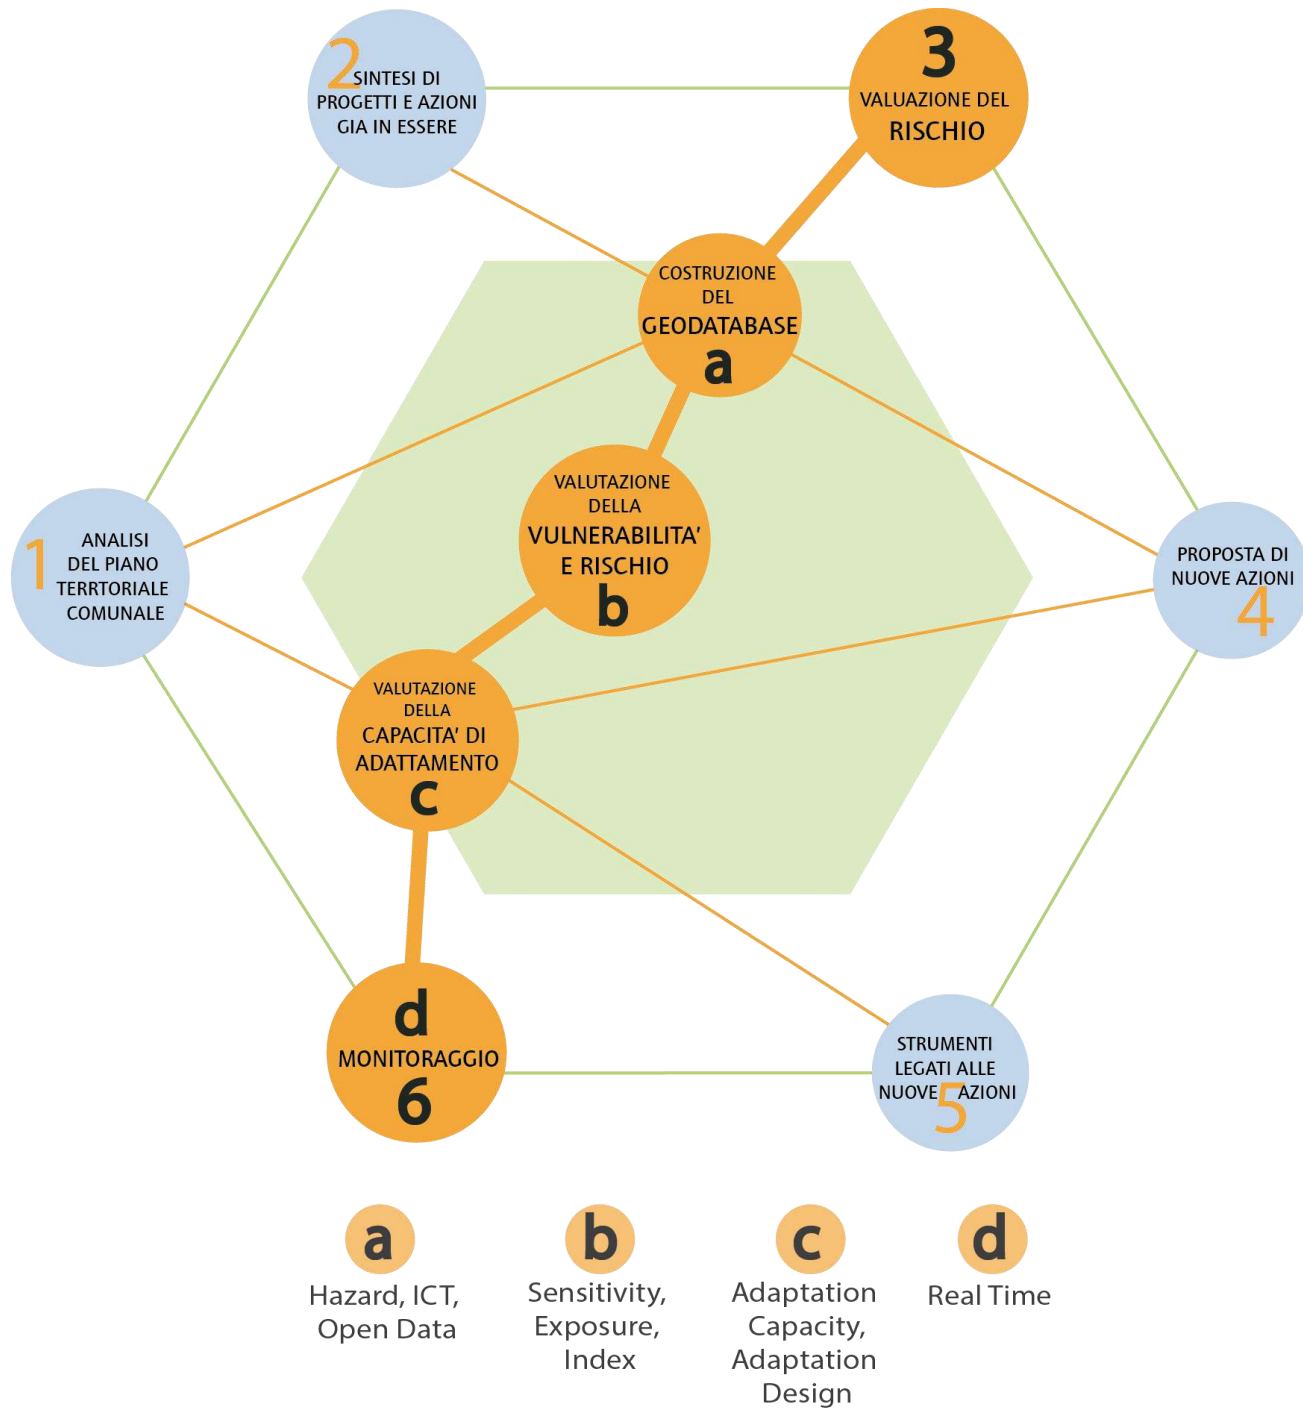 2
SINTESI DI
PROGETTI E AZIONI
GIA IN ESSERE
3
VALUAZIONE DEL
RISCHIO
COSTRUZIONE
DEL
GEODATABASE
a
VALUTAZIONE
DELLA
VULNERABILITA'
E RISCHIO
b
1
ANALISI
DEL PIANO
TERRTORIALE
COMUNALE
PROPOSTA DI
NUOVE AZIONI
4
VALUTAZIONE
DELLA
CAPACITA' DI
ADATTAMENTO
c
d
MONITORAGGIO
6
STRUMENTI
LEGATI ALLE
NUOVE AZIONI
5
a
Hazard, ICT,
Open Data
b
Sensitivity,
Exposure,
Index
c
Adaptation
Capacity,
Adaptation
Design
d
Real Time